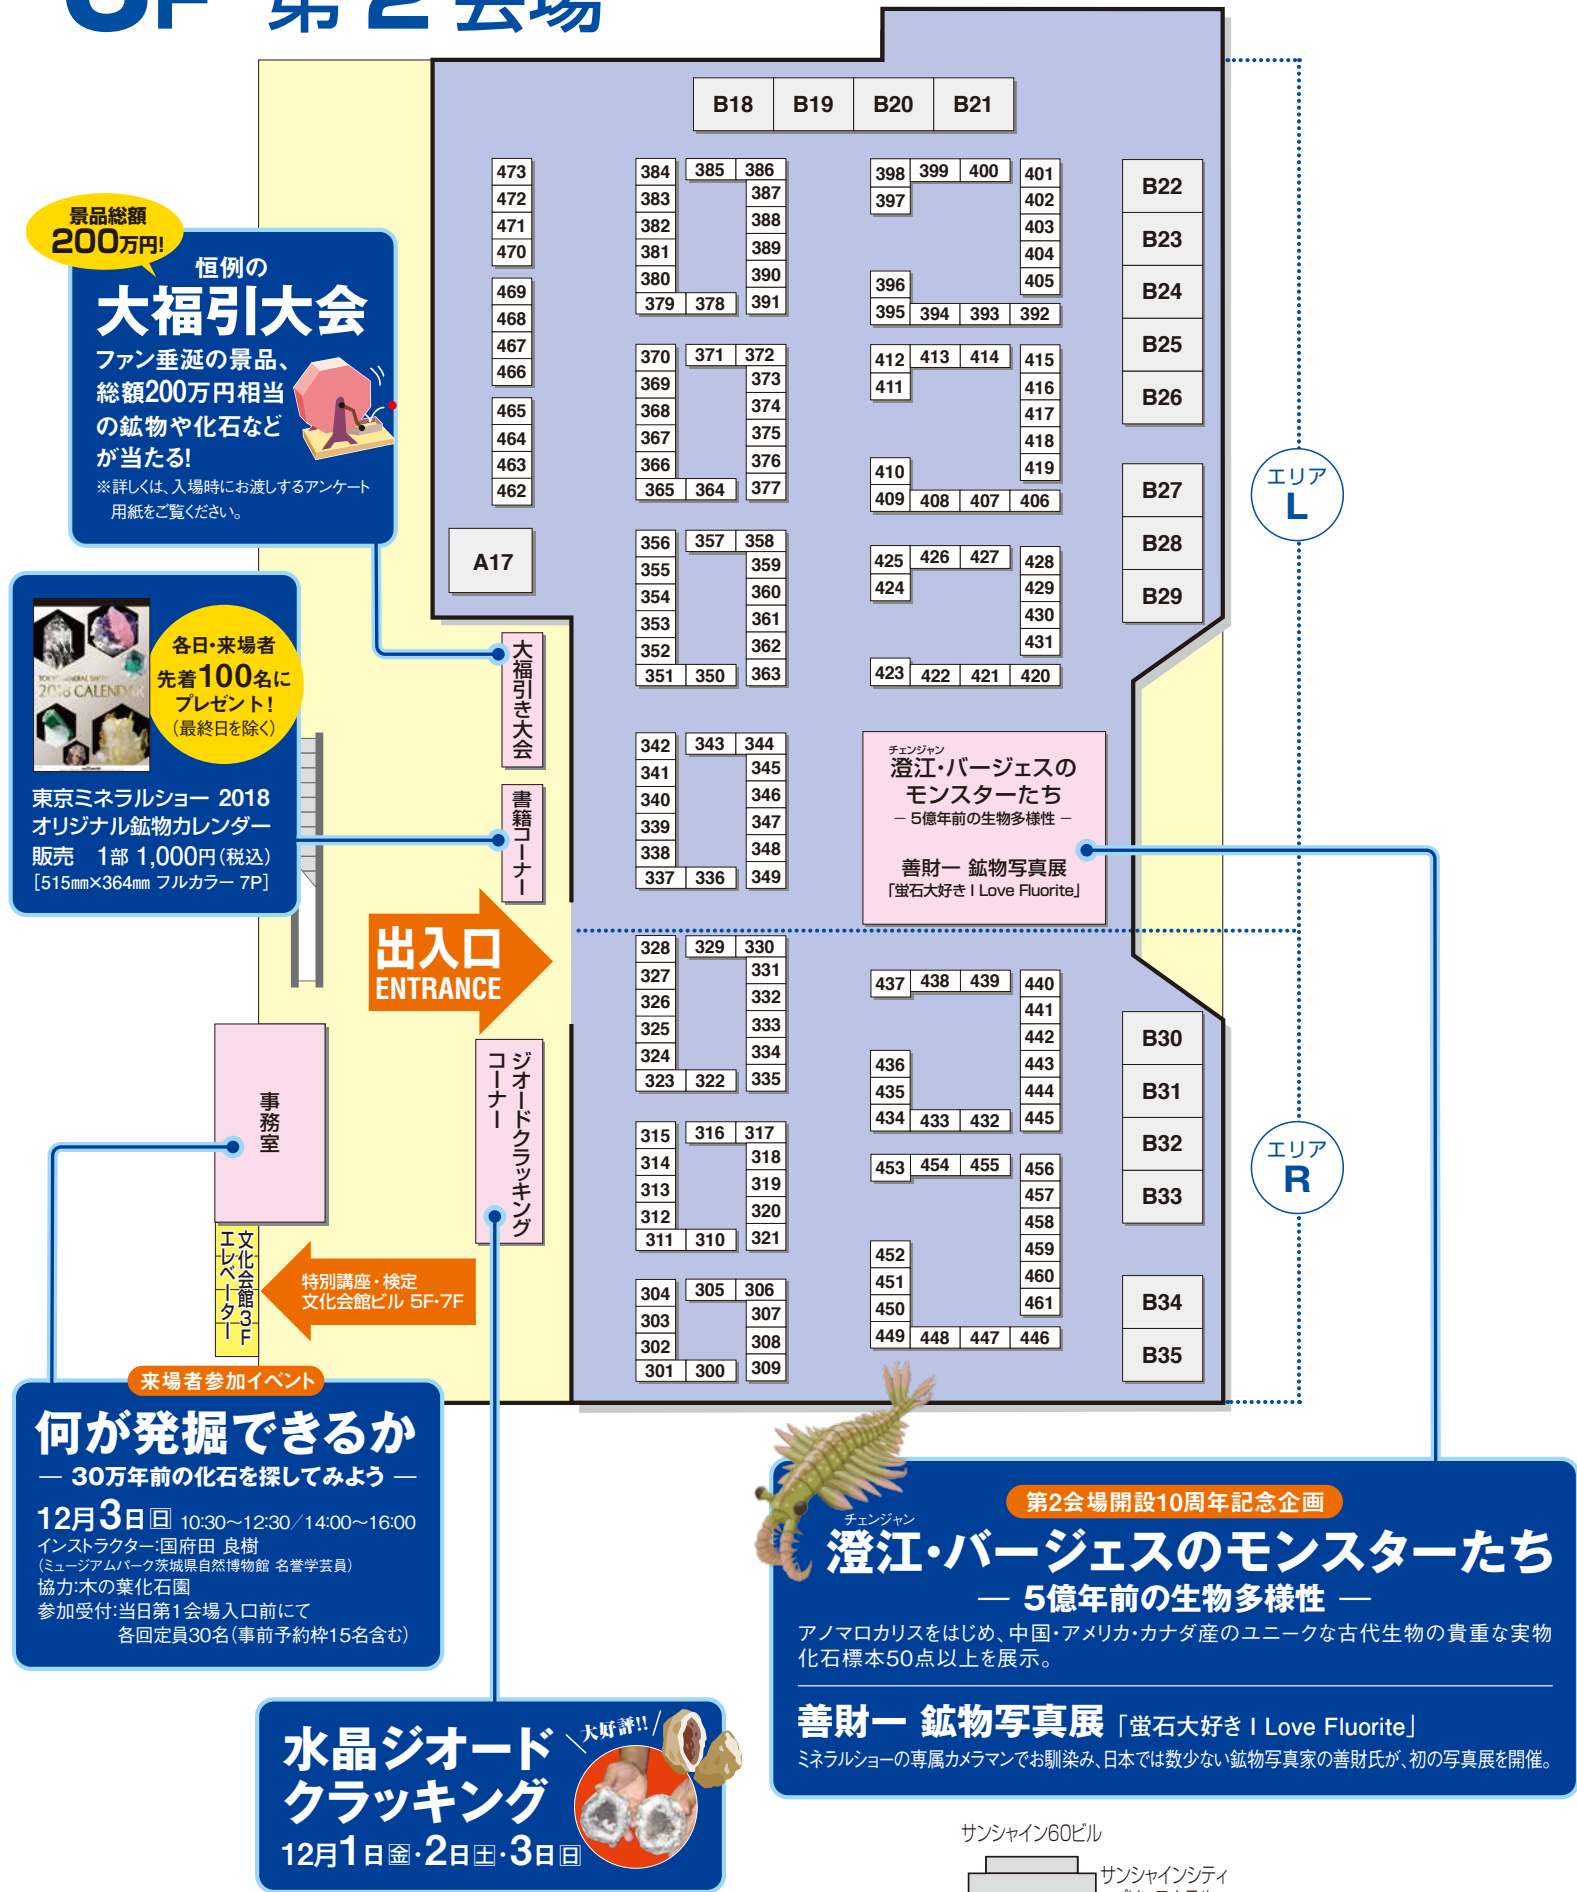 F 第2会場
B18 B19 B20 B21
473
472
471
470
469
468
467
466
465
464
463
462
A17
384 385 386
383 387
382 388
381 389
380 390
379 378 391
398 399 400 401
397 402
403
404
396 405
395 394 393 392
B22
B23
B24
B25
B26
370 371 372
369 373
368 374
367 375
366 376
365 364 377
412 413 414 415
411 416
417
418
410 419
409 408 407 406
B27
B28
B29
エリア
L
356 357 358
355 359
354 360
353 361
352 362
351 350 363
425 426 427 428
424 429
430
431
423 422 421 420
342 343 344
341 345
340 346
339 347
338 348
337 336 349
チェンジャン
澄江・バージェスの
モンスターたち
― 5億年前の生物多様性 ―
善財一 鉱物写真展
「蛍石大好き I Love Fluorite」
328 329 330
327 331
326 332
325 333
324 334
323 322 335
437 438 439 440
441
442
436 443
435 444
434 433 432 445
B30
B31
B32
B33
エリア
R
315 316 317
314 318
313 319
312 320
311 310 321
453 454 455 456
457
458
452 459
451 460
450 461
449 448 447 446
304 305 306
303 307
302 308
301 300 309
B34
B35
景品総額
200万円!
恒例の
大福引大会
ファン垂涎の景品、
総額200万円相当
の鉱物や化石など
が当たる!
※詳しくは、入場時にお渡しするアンケート
用紙をご覧ください。
大福引き大会
書籍コーナー
2018 CALENDAR
各日・来場者
先着100名に
プレゼント!
（最終日を除く）
東京ミネラルショー 2018
オリジナル鉱物カレンダー
販売 1部 1,000円（税込）
[515㎜×364㎜ フルカラー 7P]
出入口
ENTRANCE
事務室
ジオードクラッキング
コーナー
文化会館3F
エレベーター
特別講座・検定
文化会館ビル 5F・7F
来場者参加イベント
何が発掘できるか
― 30万年前の化石を探してみよう ―
12月3日日 10:30〜12:30／14:00〜16:00
インストラクター:国府田 良樹
（ミュージアムパーク茨城県自然博物館 名誉学芸員）
協力:木の葉化石園
参加受付:当日第1会場入口前にて
各回定員30名（事前予約枠15名含む）
水晶ジオード
クラッキング
大好評!!
12月1日金・2日土・3日日
第2会場開設10周年記念企画
チェンジャン
澄江・バージェスのモンスターたち
― 5億年前の生物多様性 ―
アノマロカリスをはじめ、中国・アメリカ・カナダ産のユニークな古代生物の貴重な実物
化石標本50点以上を展示。
善財一 鉱物写真展「蛍石大好き I Love Fluorite」
ミネラルショーの専属カメラマンでお馴染み、日本では数少ない鉱物写真家の善財氏が、初の写真展を開催。
サンシャイン60ビル
サンシャインシティ